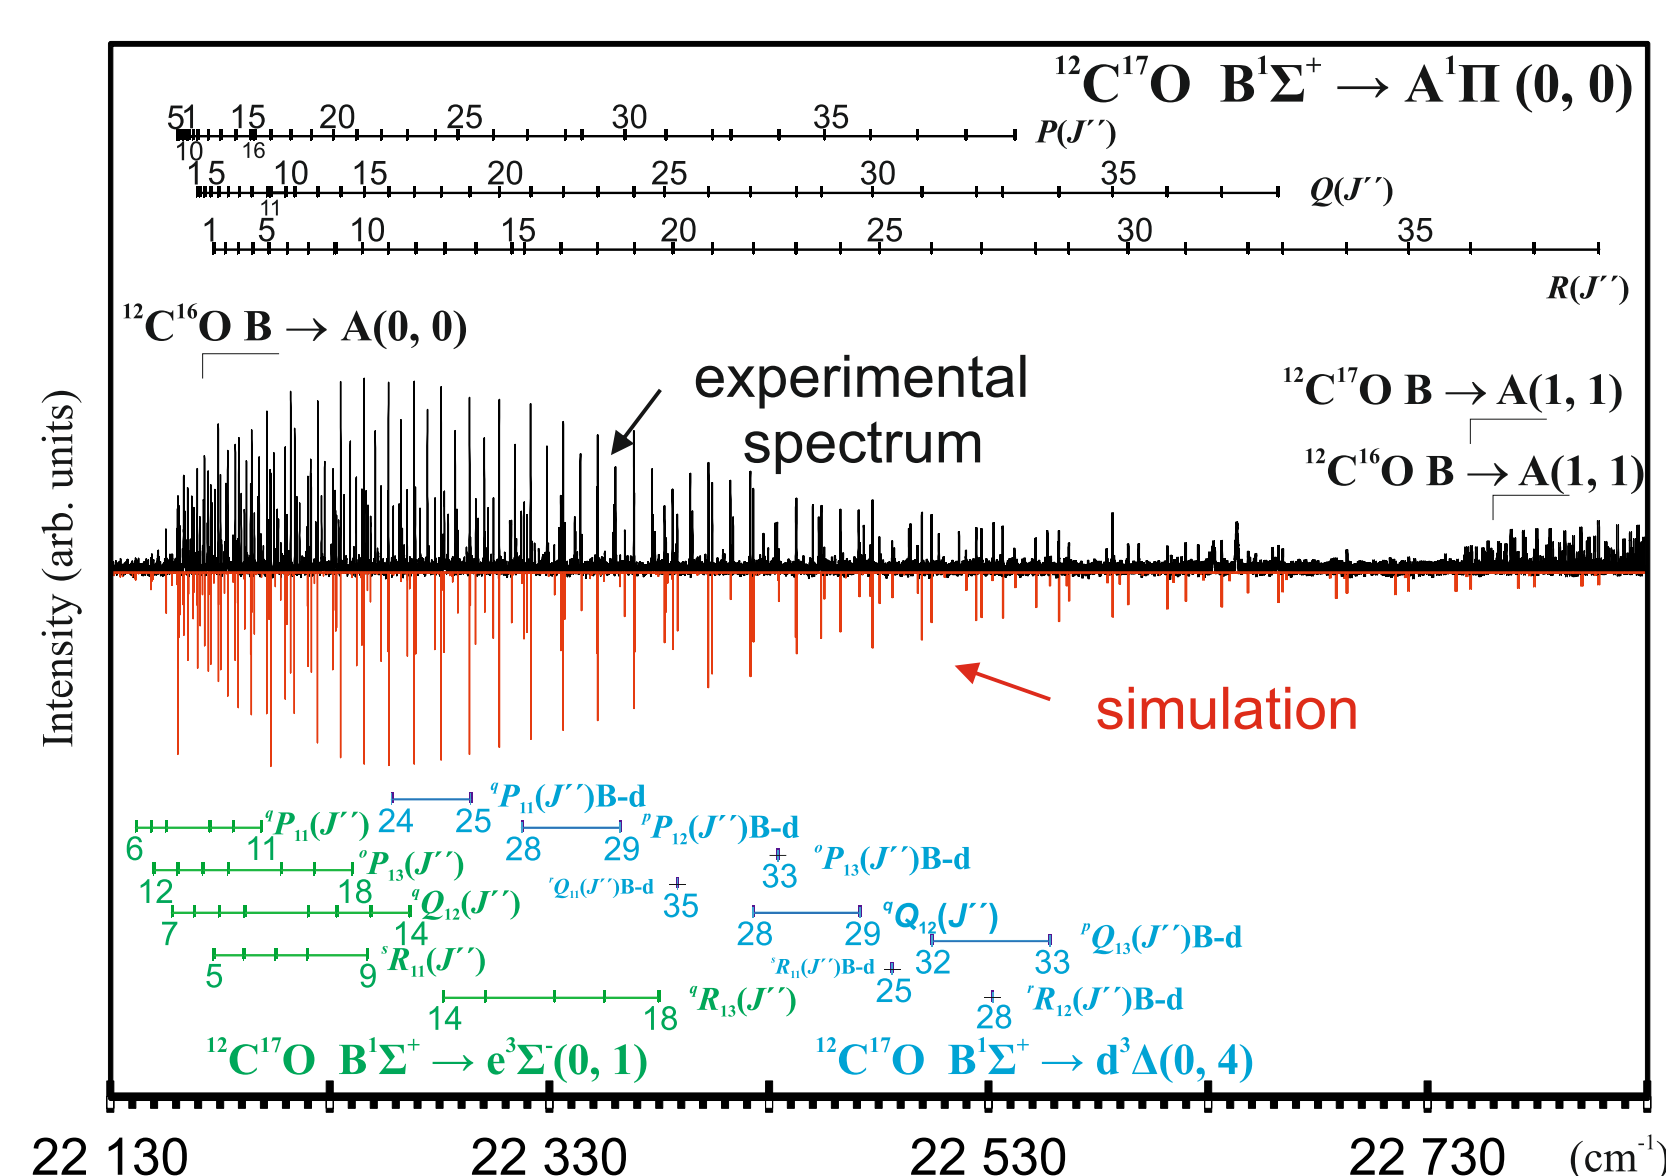 ¹²C¹⁷O B¹Σ⁺ → A¹Π (0, 0)
51 15 20 25 30 35
P(J´´)
10 16
15 10 15 20 25 30 35
Q(J´´)
11
1 5 10 15 20 25 30 35
R(J´´)
¹²C¹⁶O B → A(0, 0)
experimental
spectrum
¹²C¹⁷O B → A(1, 1)
¹²C¹⁶O B → A(1, 1)
Intensity (arb. units)
simulation
24 25 qP₁₁(J´´)B-d
6 11 qP₁₁(J´´)
28 29 pP₁₂(J´´)B-d
12 18 oP₁₃(J´´)
33 oP₁₃(J´´)B-d
rQ₁₁(J´´)B-d 35
7 14 qQ₁₂(J´´)
28 29 qQ₁₂(J´´)
32 33 pQ₁₃(J´´)B-d
5 9 sR₁₁(J´´)
sR₁₁(J´´)B-d 25
14 18 qR₁₃(J´´)
28 rR₁₂(J´´)B-d
¹²C¹⁷O B¹Σ⁺ → e³Σ⁻(0, 1)
¹²C¹⁷O B¹Σ⁺ → d³Δ(0, 4)
22 130 22 330 22 530 22 730 (cm⁻¹)